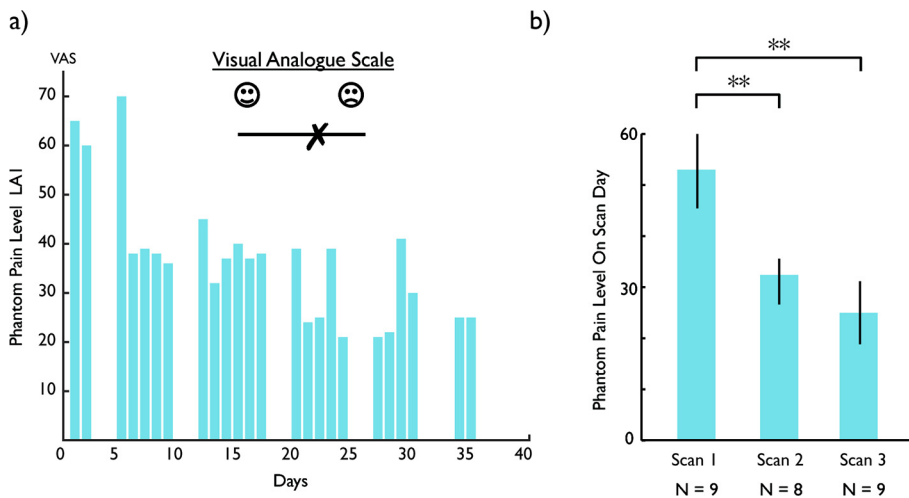 a)
VAS
Visual Analogue Scale
70
60
50
40
30
20
10
Phantom Pain Level LA1
0 5 10 15 20 25 30 35 40
Days
b)
**
**
60
30
0
Phantom Pain Level On Scan Day
Scan 1 Scan 2 Scan 3
N = 9 N = 8 N = 9